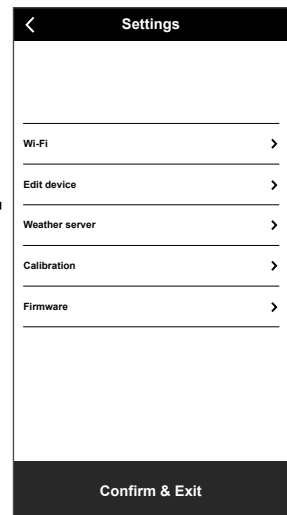 Settings
Wi-Fi
Edit device
Weather server
Calibration
Firmware
Confirm & Exit